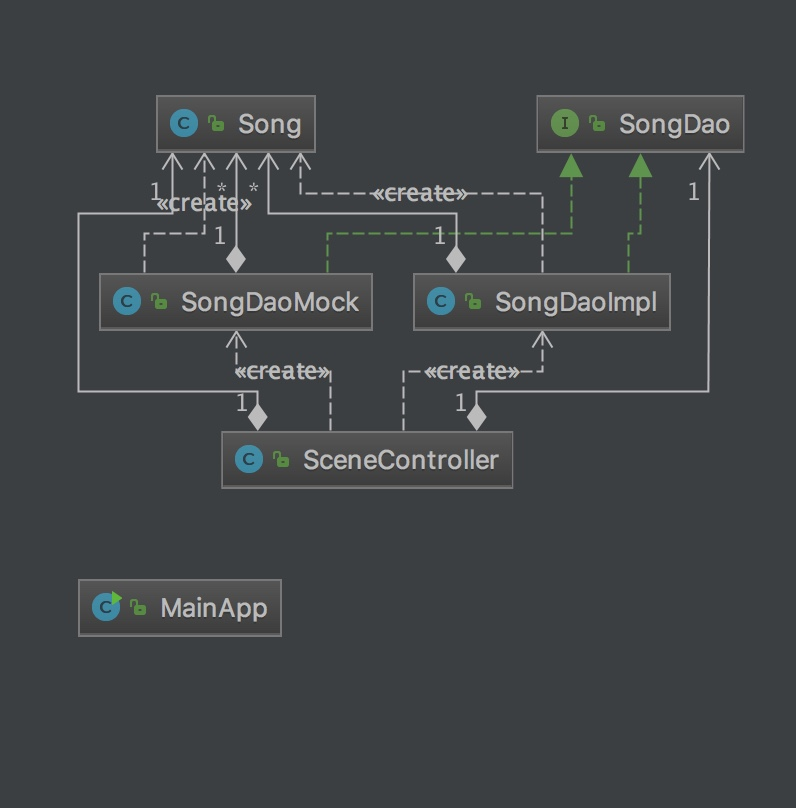 C Song
I SongDao
1
* *
«create»
«create»
1
1
1
C SongDaoMock
C SongDaoImpl
«create»
«create»
1
1
C SceneController
C MainApp